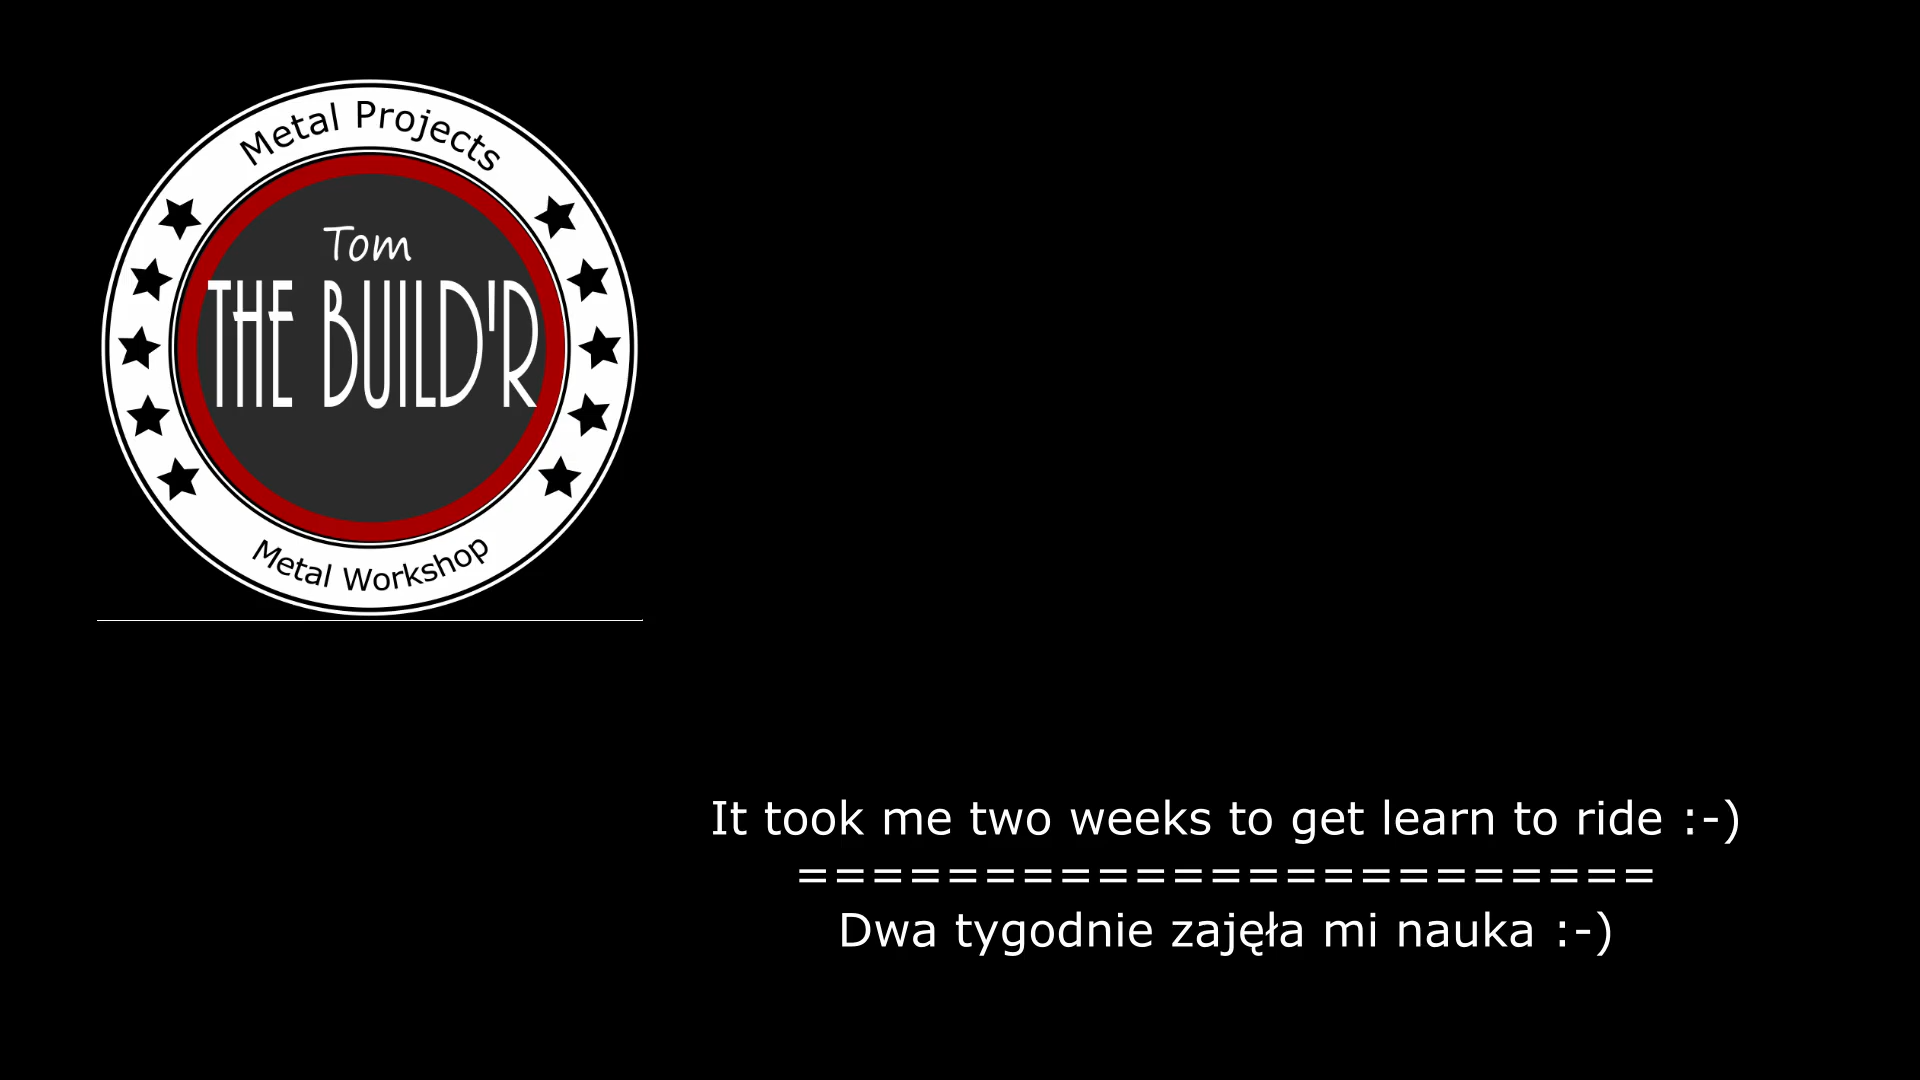 Metal Projects
Tom
THE BUILD'R
Metal Workshop
It took me two weeks to get learn to ride :-)
=======================
Dwa tygodnie zajęła mi nauka :-)